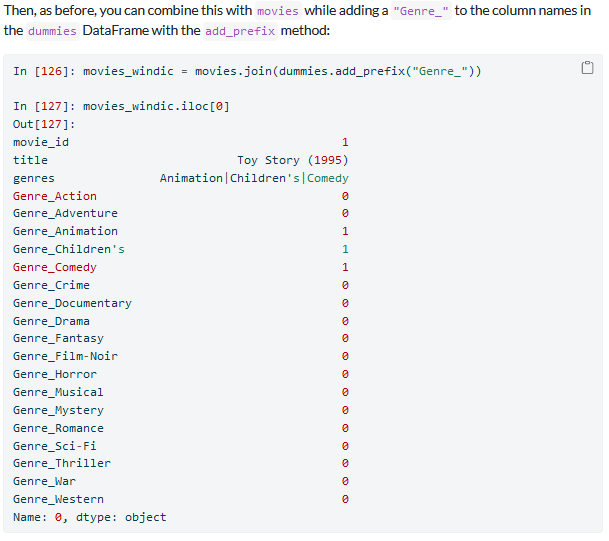 Then, as before, you can combine this with movies while adding a "Genre_" to the column names in
the dummies DataFrame with the add_prefix method:
In [126]: movies_windic = movies.join(dummies.add_prefix("Genre_"))
In [127]: movies_windic.iloc[0]
Out[127]:
movie_id                                       1
title                           Toy Story (1995)
genres               Animation|Children's|Comedy
Genre_Action                                   0
Genre_Adventure                                0
Genre_Animation                                1
Genre_Children's                               1
Genre_Comedy                                   1
Genre_Crime                                    0
Genre_Documentary                              0
Genre_Drama                                    0
Genre_Fantasy                                  0
Genre_Film-Noir                                0
Genre_Horror                                   0
Genre_Musical                                  0
Genre_Mystery                                  0
Genre_Romance                                  0
Genre_Sci-Fi                                   0
Genre_Thriller                                 0
Genre_War                                      0
Genre_Western                                  0
Name: 0, dtype: object